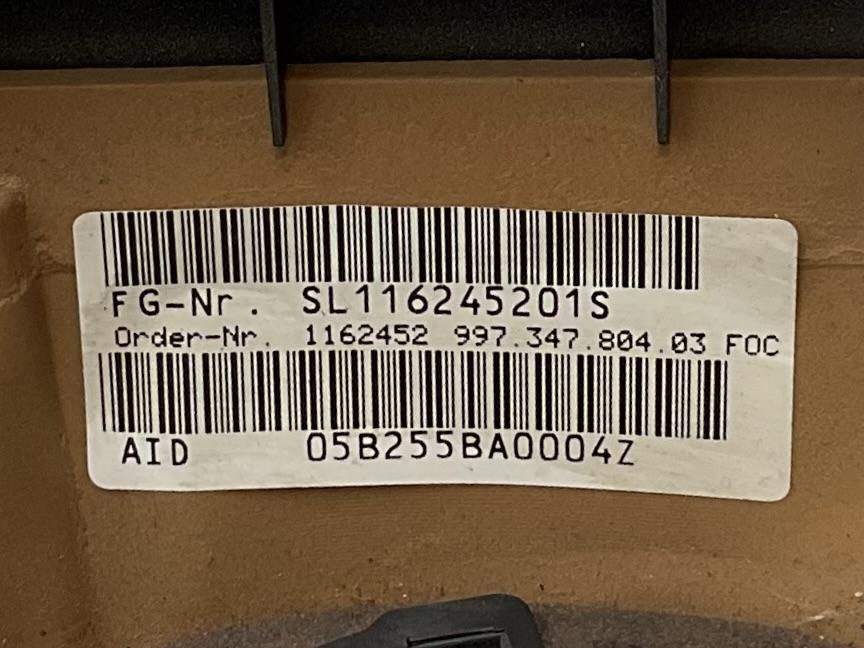 FG-Nr. SL116245201S
Order-Nr. 1162452 997.347.804.03 FOC
AID 05B255BA0004Z